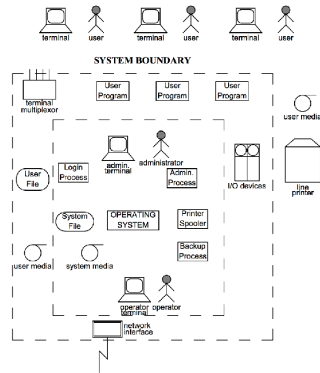 terminal
user
terminal
user
terminal
user
SYSTEM BOUNDARY
terminal
multiplexor
User
Program
User
Program
User
Program
user media
admin.
terminal
administrator
User
File
Login
Process
Admin.
Process
I/O devices
line
printer
System
File
OPERATING
SYSTEM
Printer
Spooler
user media
system media
Backup
Process
operator
terminal
operator
network
interface